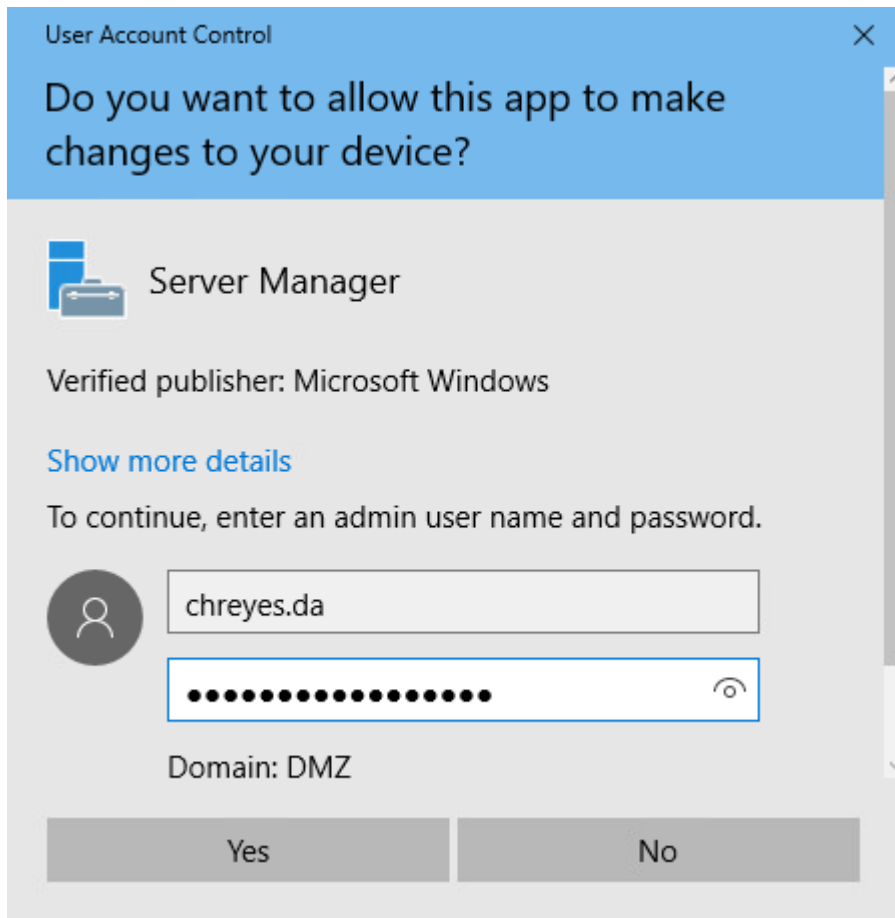 User Account Control
Do you want to allow this app to make
changes to your device?
Server Manager
Verified publisher: Microsoft Windows
Show more details
To continue, enter an admin user name and password.
chreyes.da
●●●●●●●●●●●●●●●●●
Domain: DMZ
Yes
No